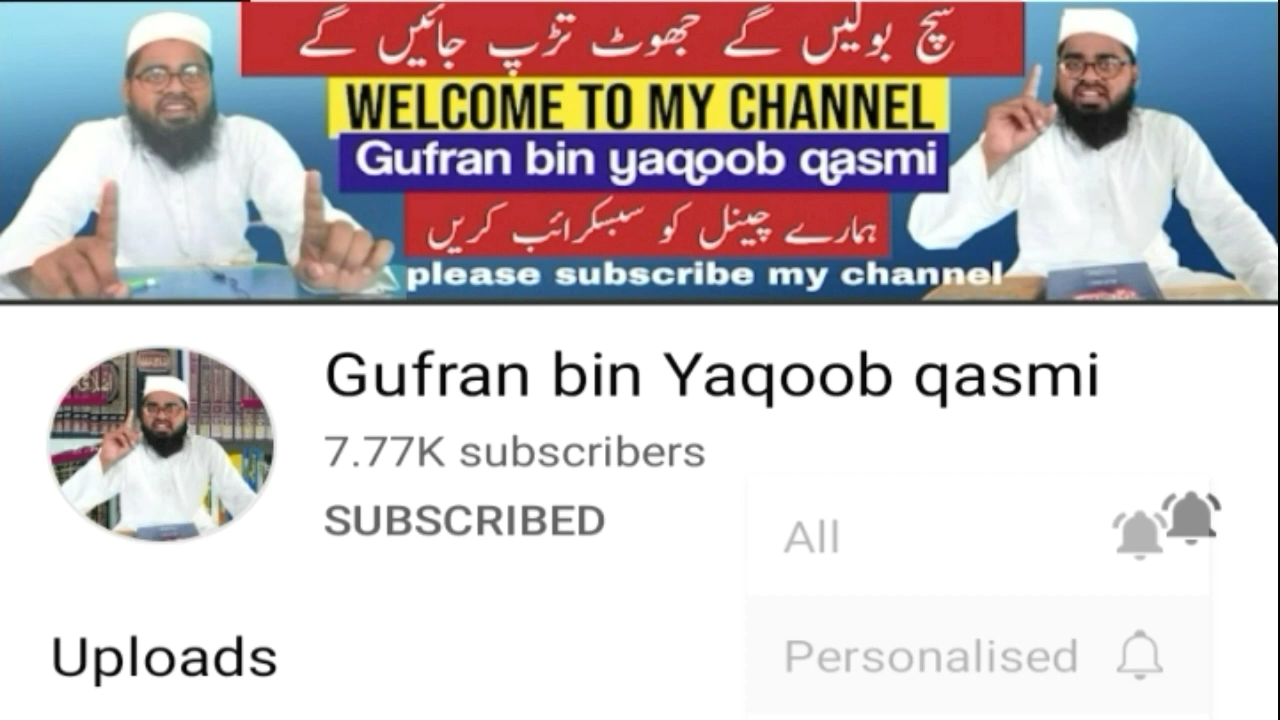 سچ بولیں گے جھوٹ تڑپ جائیں گے
WELCOME TO MY CHANNEL
Gufran bin yaqoob qasmi
ہمارے چینل کو سبسکرائب کریں
please subscribe my channel
Gufran bin Yaqoob qasmi
7.77K subscribers
SUBSCRIBED
All
Personalised
Uploads